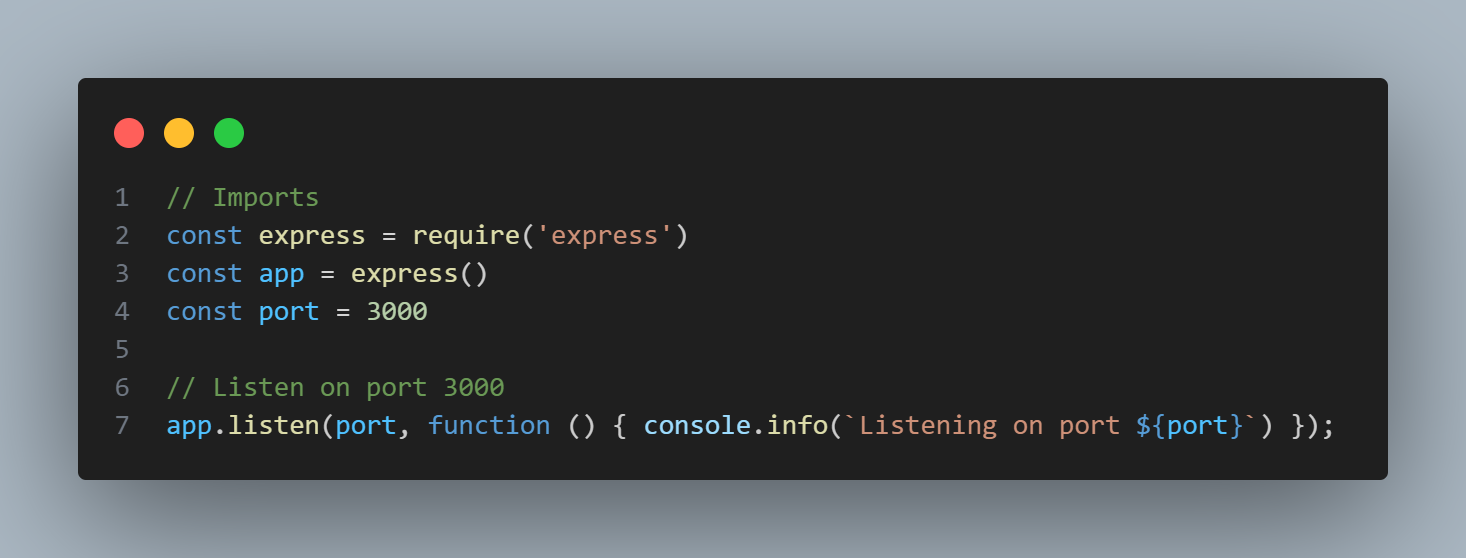 1 // Imports
2 const express = require('express')
3 const app = express()
4 const port = 3000
5
6 // Listen on port 3000
7 app.listen(port, function () { console.info(`Listening on port ${port}`) });